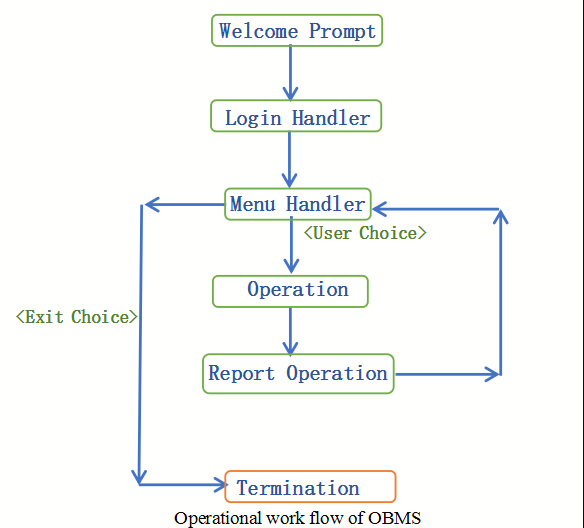 Welcome Prompt
Login Handler
Menu Handler
<User Choice>
Operation
<Exit Choice>
Report Operation
Termination
Operational work flow of OBMS